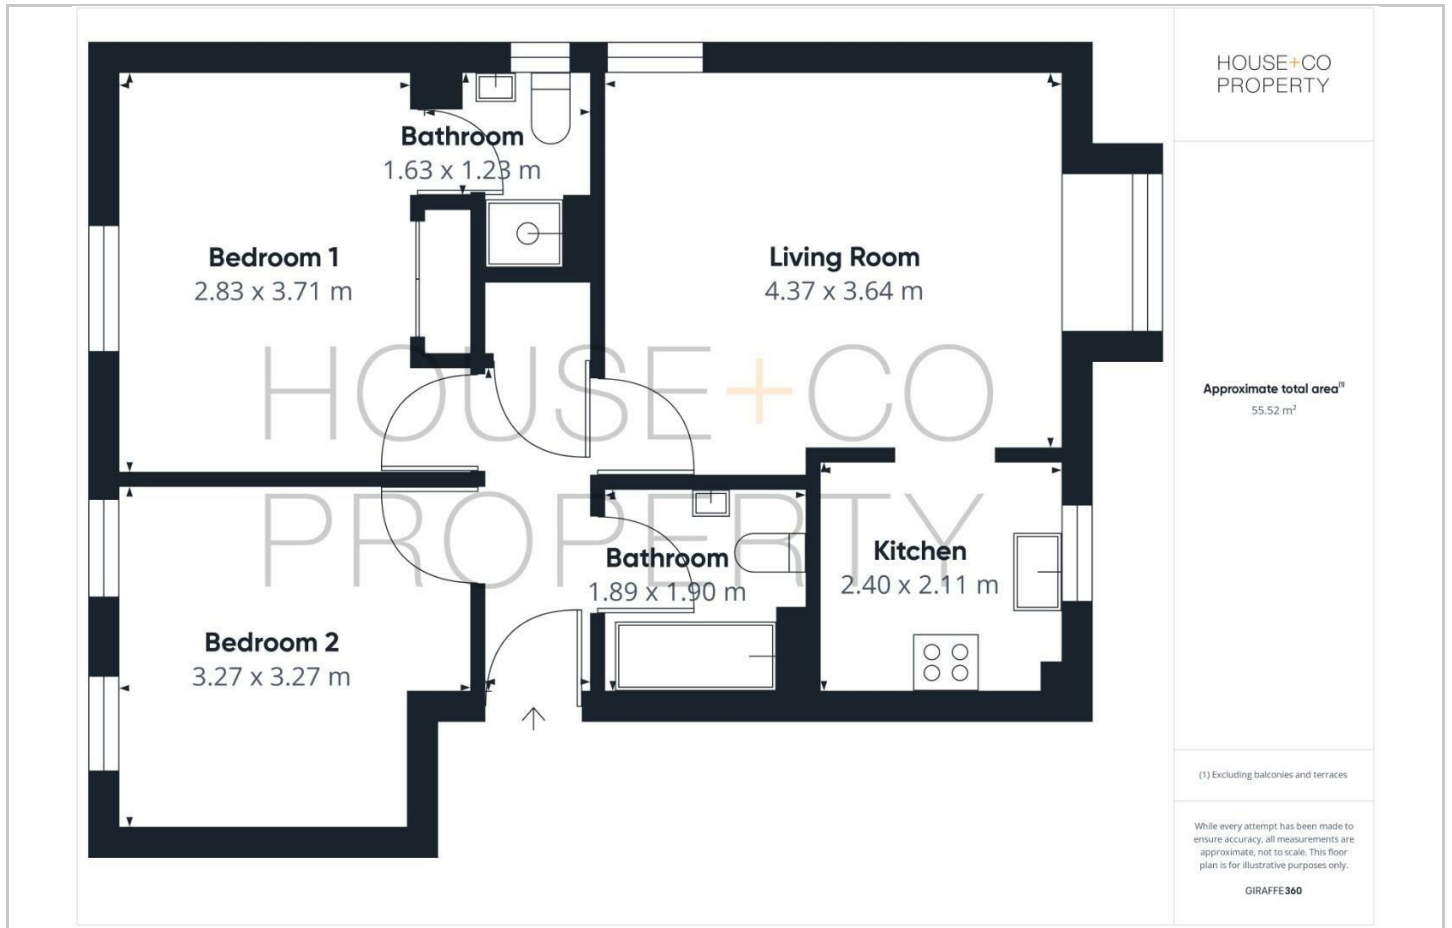 Bathroom
1.63 x 1.23 m
Bedroom 1
2.83 x 3.71 m
Living Room
4.37 x 3.64 m
HOUSE+CO
PROPERTY
Bathroom
1.89 x 1.90 m
Kitchen
2.40 x 2.11 m
Bedroom 2
3.27 x 3.27 m
HOUSE+CO
PROPERTY
Approximate total area(1)
55.52 m²
(1) Excluding balconies and terraces
While every attempt has been made to
ensure accuracy, all measurements are
approximate, not to scale. This floor
plan is for illustrative purposes only.
GIRAFFE360